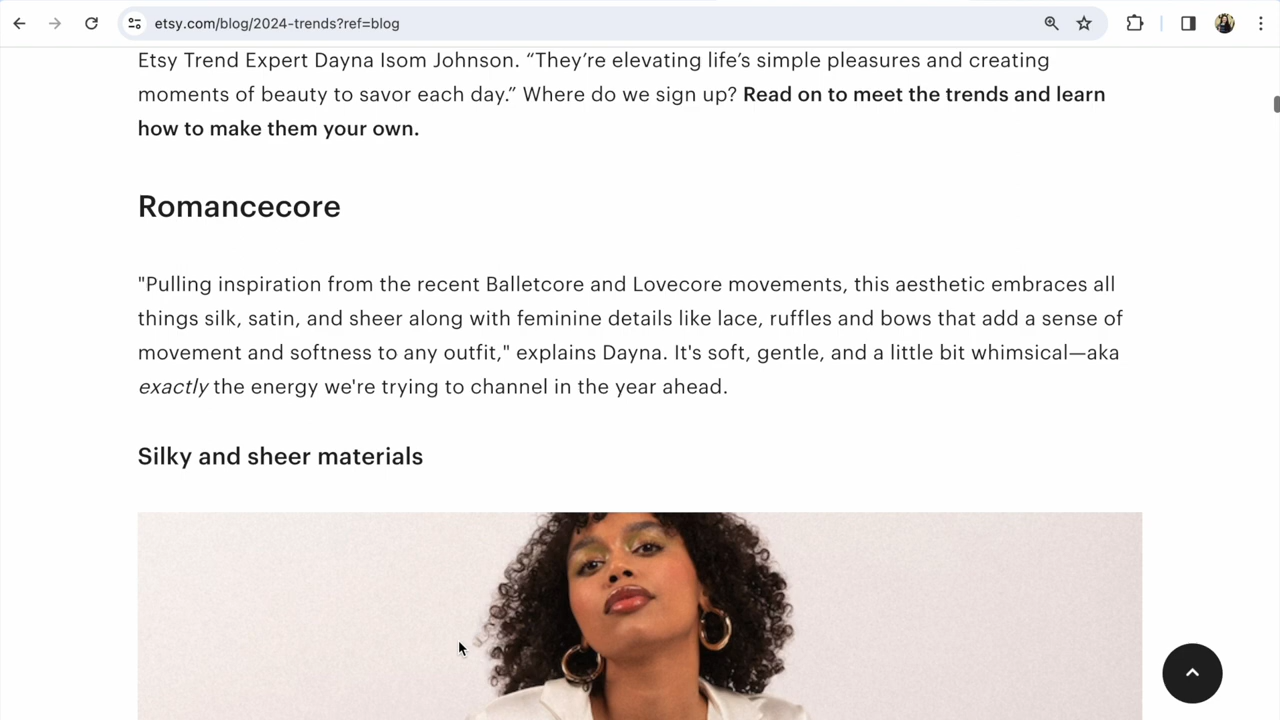 etsy.com/blog/2024-trends?ref=blog
Etsy Trend Expert Dayna Isom Johnson. “They’re elevating life’s simple pleasures and creating
moments of beauty to savor each day.” Where do we sign up? Read on to meet the trends and learn
how to make them your own.
Romancecore
"Pulling inspiration from the recent Balletcore and Lovecore movements, this aesthetic embraces all
things silk, satin, and sheer along with feminine details like lace, ruffles and bows that add a sense of
movement and softness to any outfit," explains Dayna. It's soft, gentle, and a little bit whimsical—aka
exactly the energy we're trying to channel in the year ahead.
Silky and sheer materials